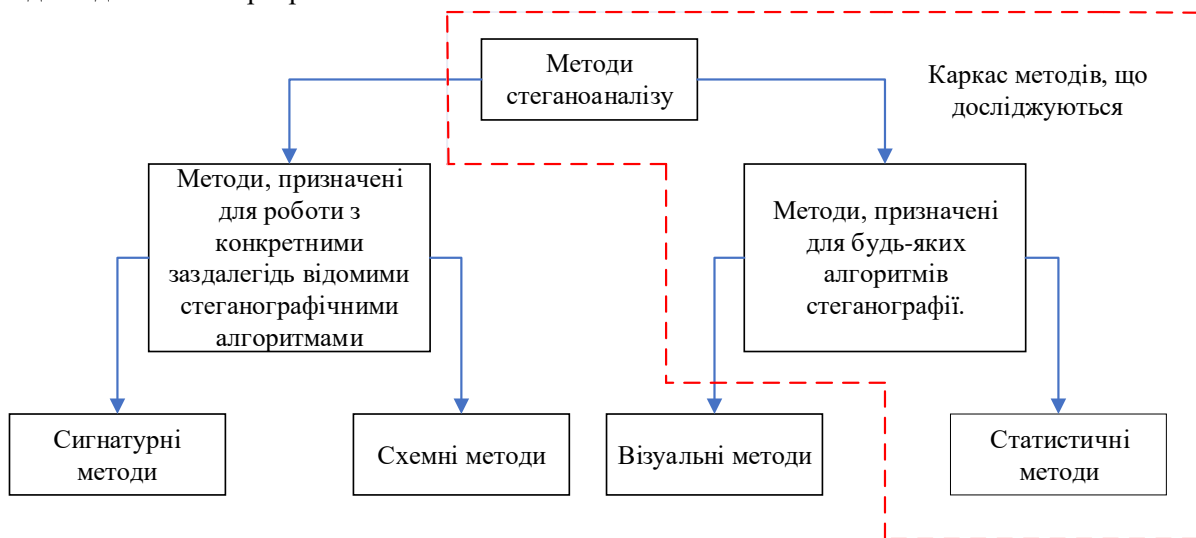 Методи
стеганоаналізу
Каркас методів, що
досліджуються
Методи, призначені
для роботи з
конкретними
заздалегідь відомими
стеганографічними
алгоритмами
Методи, призначені
для будь-яких
алгоритмів
стеганографії.
Сигнатурні
методи
Схемні методи
Візуальні методи
Статистичні
методи